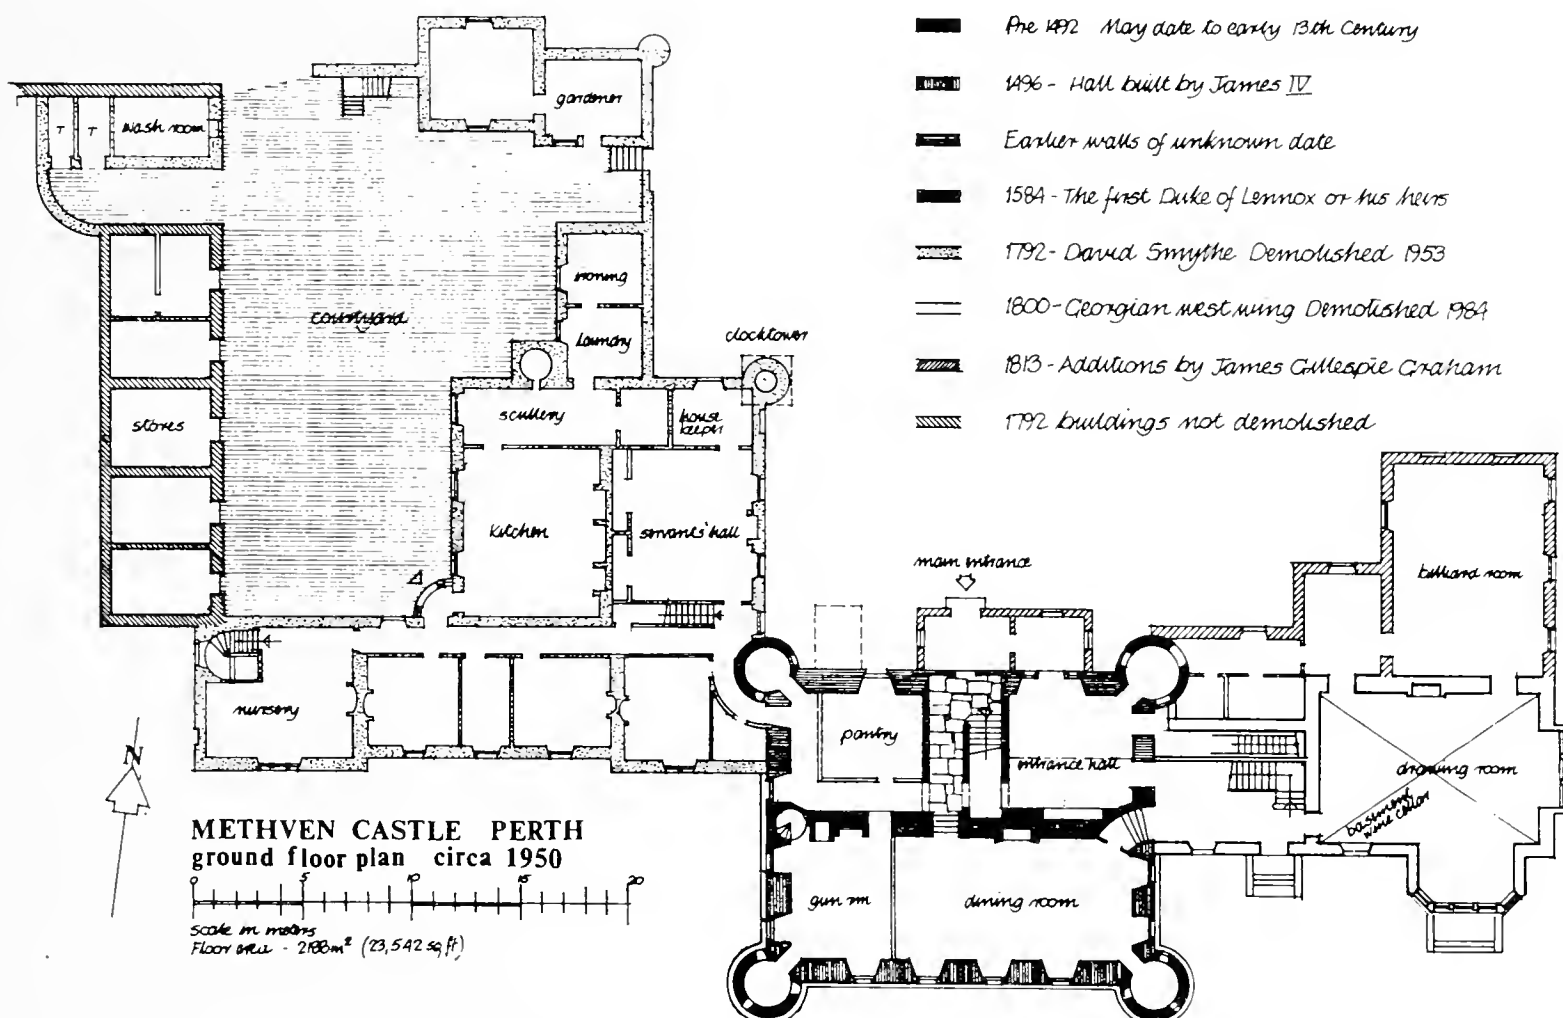 Pre 1492 May date to early 13th Century
1496 - Hall built by James IV
Earlier walls of unknown date
1584 - The first Duke of Lennox or his heirs
1792 - David Smythe Demolished 1953
1800 - Georgian west wing Demolished 1984
1813 - Additions by James Gillespie Graham
1792 buildings not demolished
gardener
T
T
wash room
ironing
courtyard
laundry
clocktower
scullery
house
keeper
stores
kitchen
servants' hall
main entrance
billiard room
nursery
pantry
entrance hall
drawing room
basement
wine cellar
gun rm
dining room
N
METHVEN CASTLE PERTH
ground floor plan circa 1950
0 5 10 15 20
scale in meters
Floor area - 2188m² (23,542 sq ft)